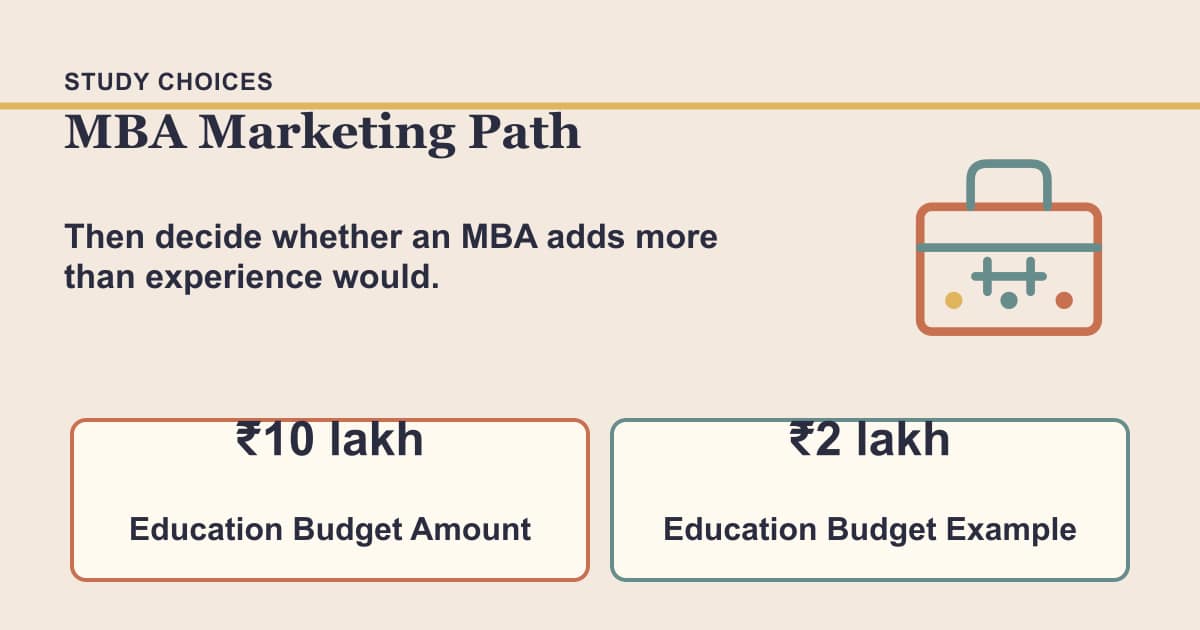 STUDY CHOICES
MBA Marketing Path
Then decide whether an MBA adds more
than experience would.
₹10 lakh
Education Budget Amount
₹2 lakh
Education Budget Example